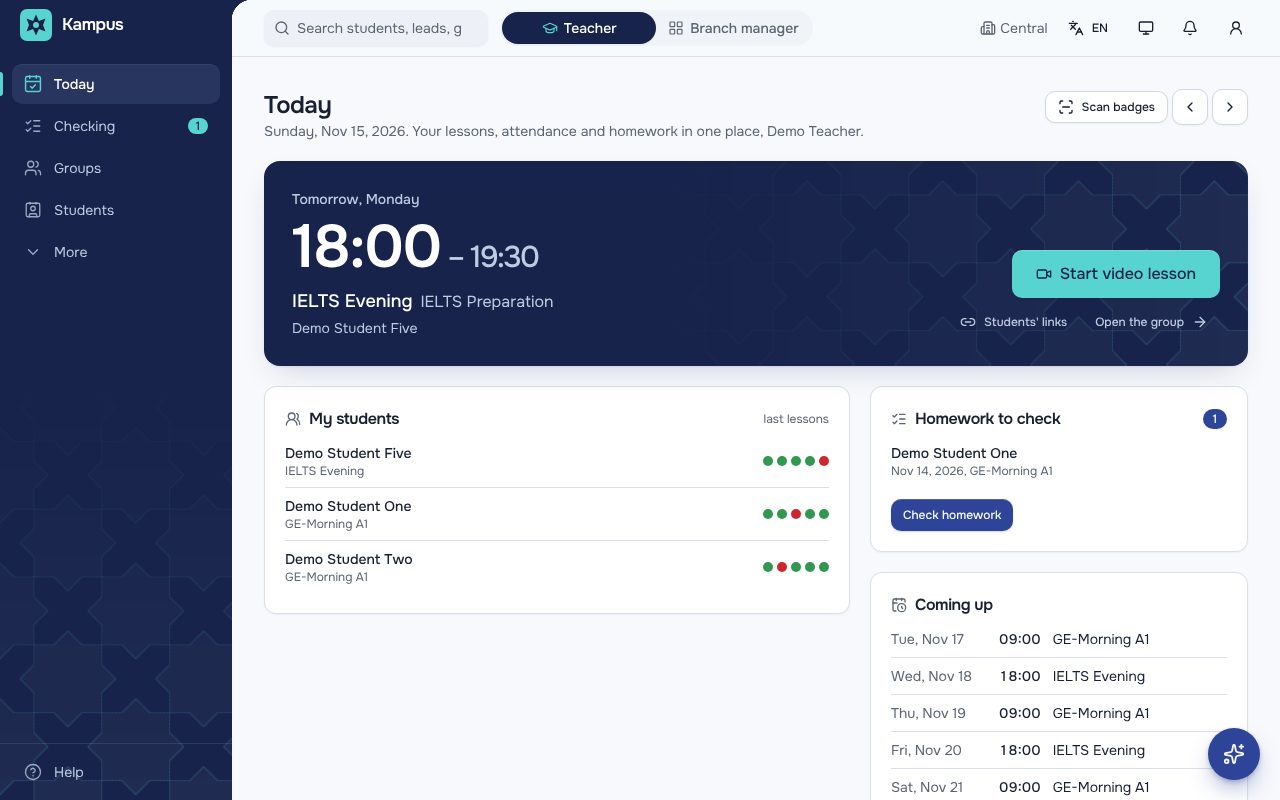 Kampus
Search students, leads, g
Teacher
Branch manager
Central
EN
Today
Checking
1
Groups
Students
More
Help
Today
Sunday, Nov 15, 2026. Your lessons, attendance and homework in one place, Demo Teacher.
Scan badges
Tomorrow, Monday
18:00 – 19:30
IELTS Evening IELTS Preparation
Demo Student Five
Start video lesson
Students' links
Open the group
My students
last lessons
Demo Student Five
IELTS Evening
Demo Student One
GE-Morning A1
Demo Student Two
GE-Morning A1
Homework to check
1
Demo Student One
Nov 14, 2026, GE-Morning A1
Check homework
Coming up
Tue, Nov 17 09:00 GE-Morning A1
Wed, Nov 18 18:00 IELTS Evening
Thu, Nov 19 09:00 GE-Morning A1
Fri, Nov 20 18:00 IELTS Evening
Sat, Nov 21 09:00 GE-Morning A1